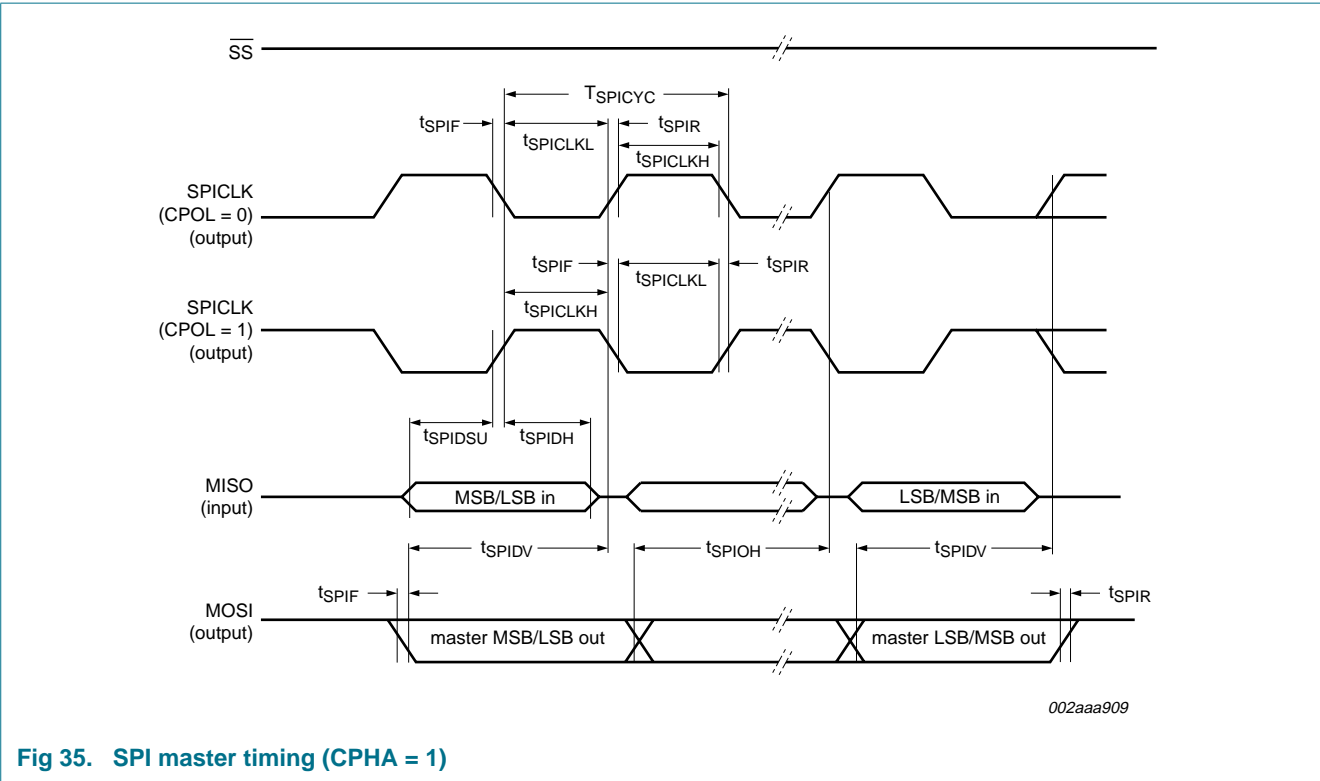 SS
TSPICYC
tSPIF
tSPICLKL
tSPIR
tSPICLKH
SPICLK
(CPOL = 0)
(output)
tSPIF
tSPICLKL
tSPIR
tSPICLKH
SPICLK
(CPOL = 1)
(output)
tSPIDSU
tSPIDH
MISO
(input)
MSB/LSB in
LSB/MSB in
tSPIDV
tSPIOH
tSPIDV
tSPIF
tSPIR
MOSI
(output)
master MSB/LSB out
master LSB/MSB out
002aaa909
Fig 35. SPI master timing (CPHA = 1)